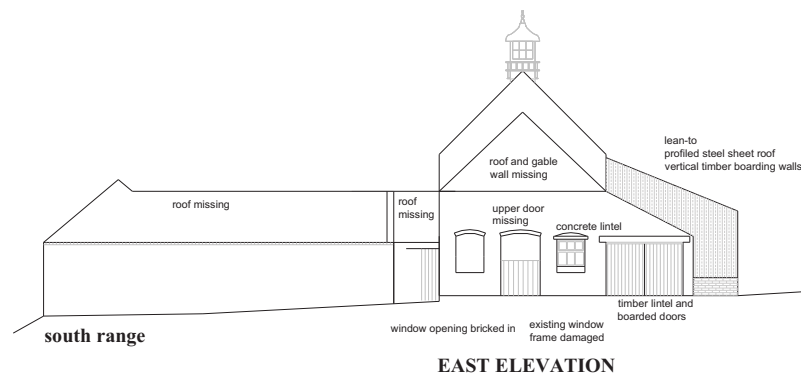 lean-to
profiled steel sheet roof
vertical timber boarding walls
roof and gable
wall missing
roof missing
roof
missing
upper door
missing
concrete lintel
timber lintel and
boarded doors
window opening bricked in
existing window
frame damaged
south range
EAST ELEVATION